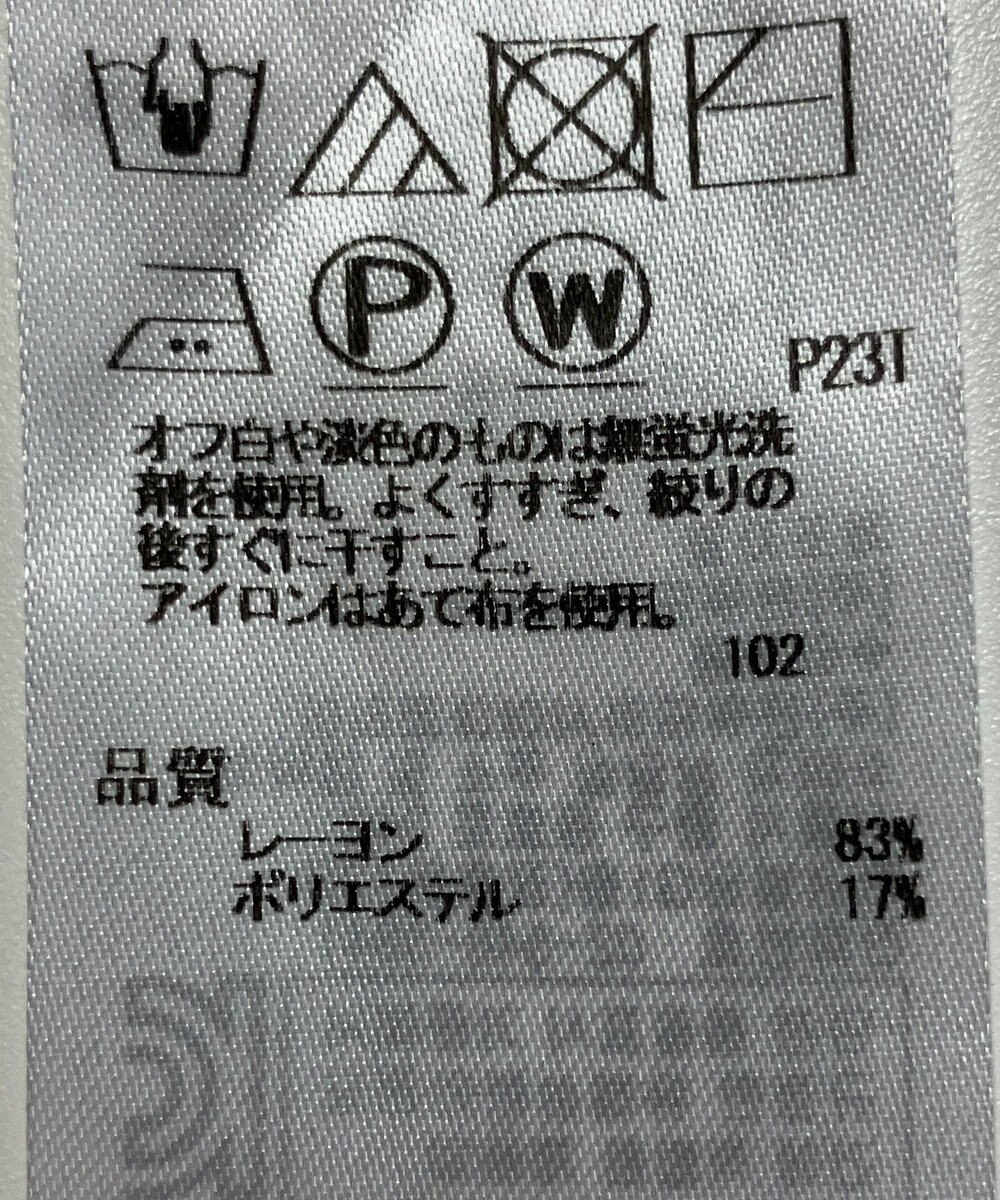 P
W
P23T
オフ白や淡色のものは無蛍光洗
剤を使用。よくすすぎ、絞りの
後すぐに干すこと。
アイロンはあて布を使用。
102
品質
レーヨン 83%
ポリエステル 17%